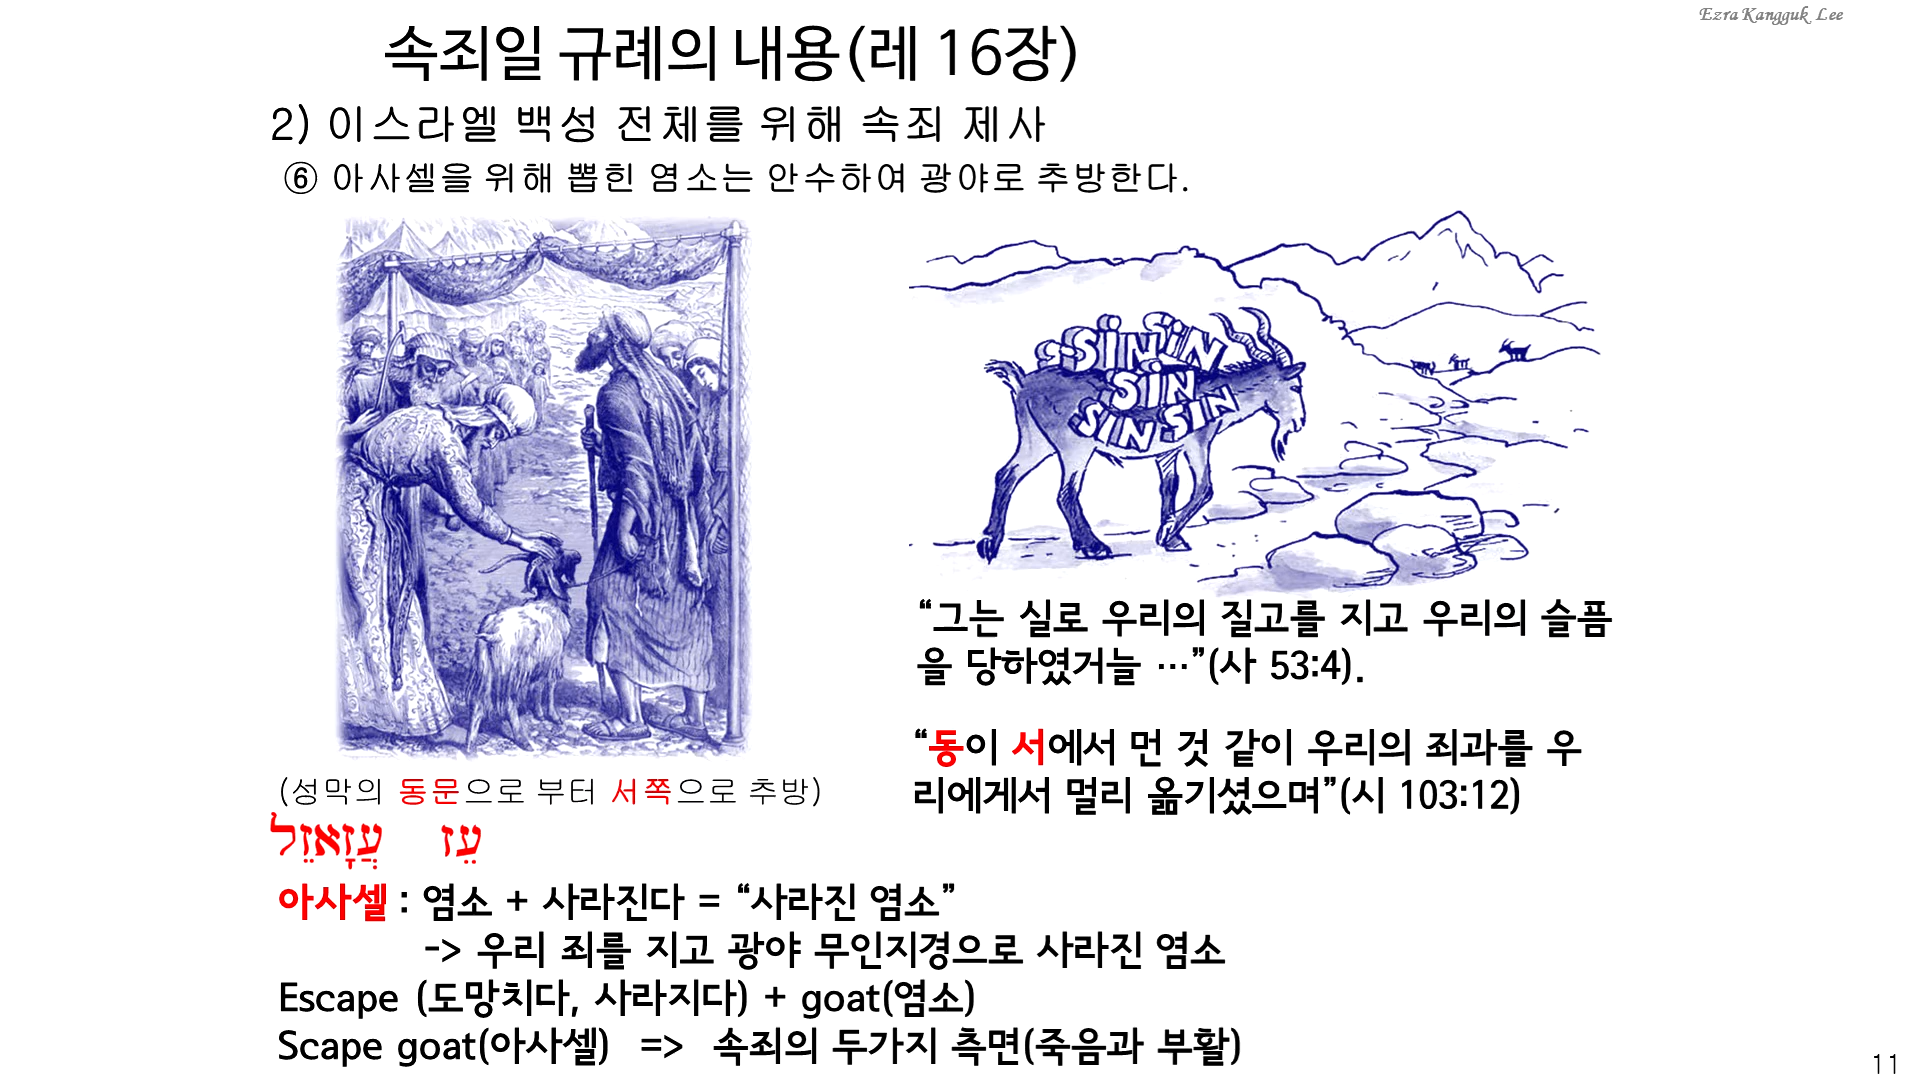 Ezra Kangguk Lee
속죄일 규례의 내용(레 16장)
2) 이스라엘 백성 전체를 위해 속죄 제사
⑥ 아사셀을 위해 뽑힌 염소는 안수하여 광야로 추방한다.
SIN SIN
SIN
SIN SIN
“그는 실로 우리의 질고를 지고 우리의 슬픔
을 당하였거늘 …”(사 53:4).
“동이 서에서 먼 것 같이 우리의 죄과를 우
리에게서 멀리 옮기셨으며”(시 103:12)
(성막의 동문으로 부터 서쪽으로 추방)
עֲזָאזֵל עֵז
아사셀 : 염소 + 사라진다 = “사라진 염소”
-> 우리 죄를 지고 광야 무인지경으로 사라진 염소
Escape (도망치다, 사라지다) + goat(염소)
Scape goat(아사셀) => 속죄의 두가지 측면(죽음과 부활)
11